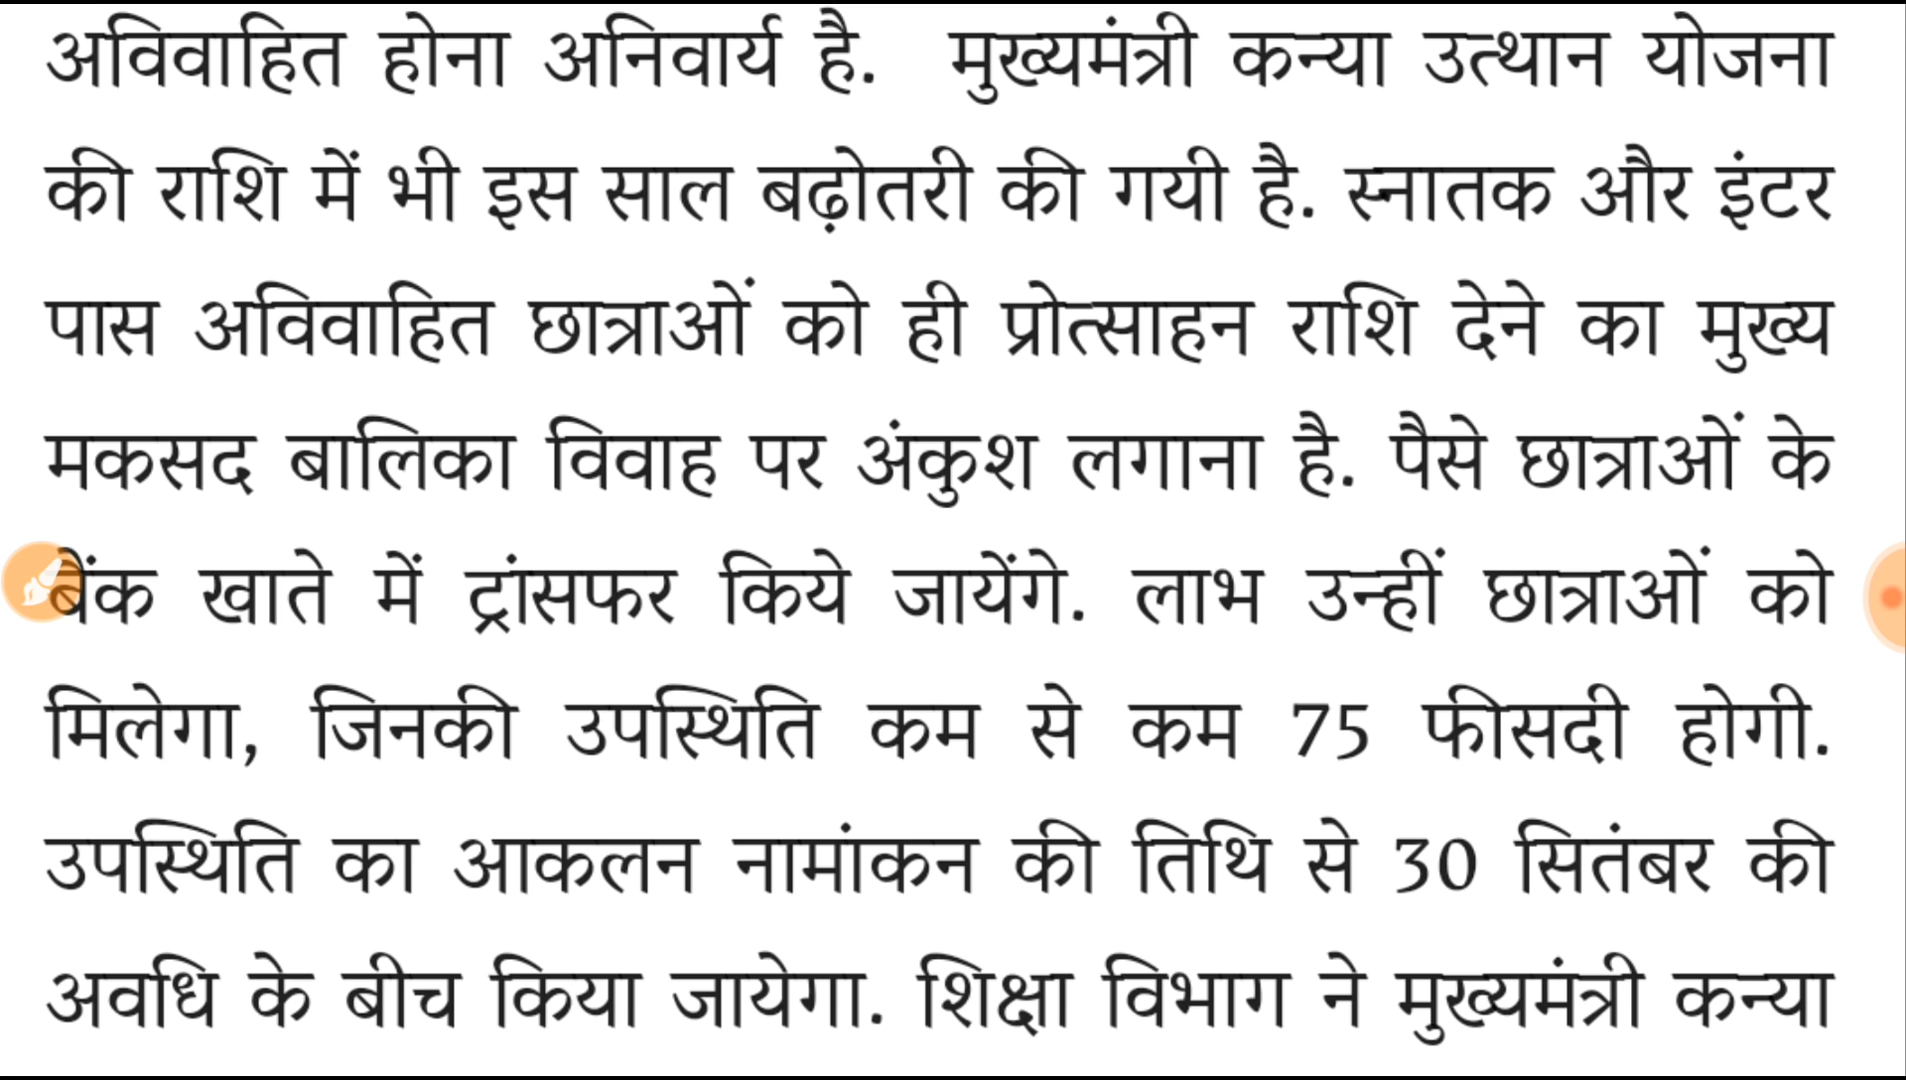 अविवाहित होना अनिवार्य है. मुख्यमंत्री कन्या उत्थान योजना
की राशि में भी इस साल बढ़ोतरी की गयी है. स्नातक और इंटर
पास अविवाहित छात्राओं को ही प्रोत्साहन राशि देने का मुख्य
मकसद बालिका विवाह पर अंकुश लगाना है. पैसे छात्राओं के
बैंक खाते में ट्रांसफर किये जायेंगे. लाभ उन्हीं छात्राओं को
मिलेगा, जिनकी उपस्थिति कम से कम 75 फीसदी होगी.
उपस्थिति का आकलन नामांकन की तिथि से 30 सितंबर की
अवधि के बीच किया जायेगा. शिक्षा विभाग ने मुख्यमंत्री कन्या